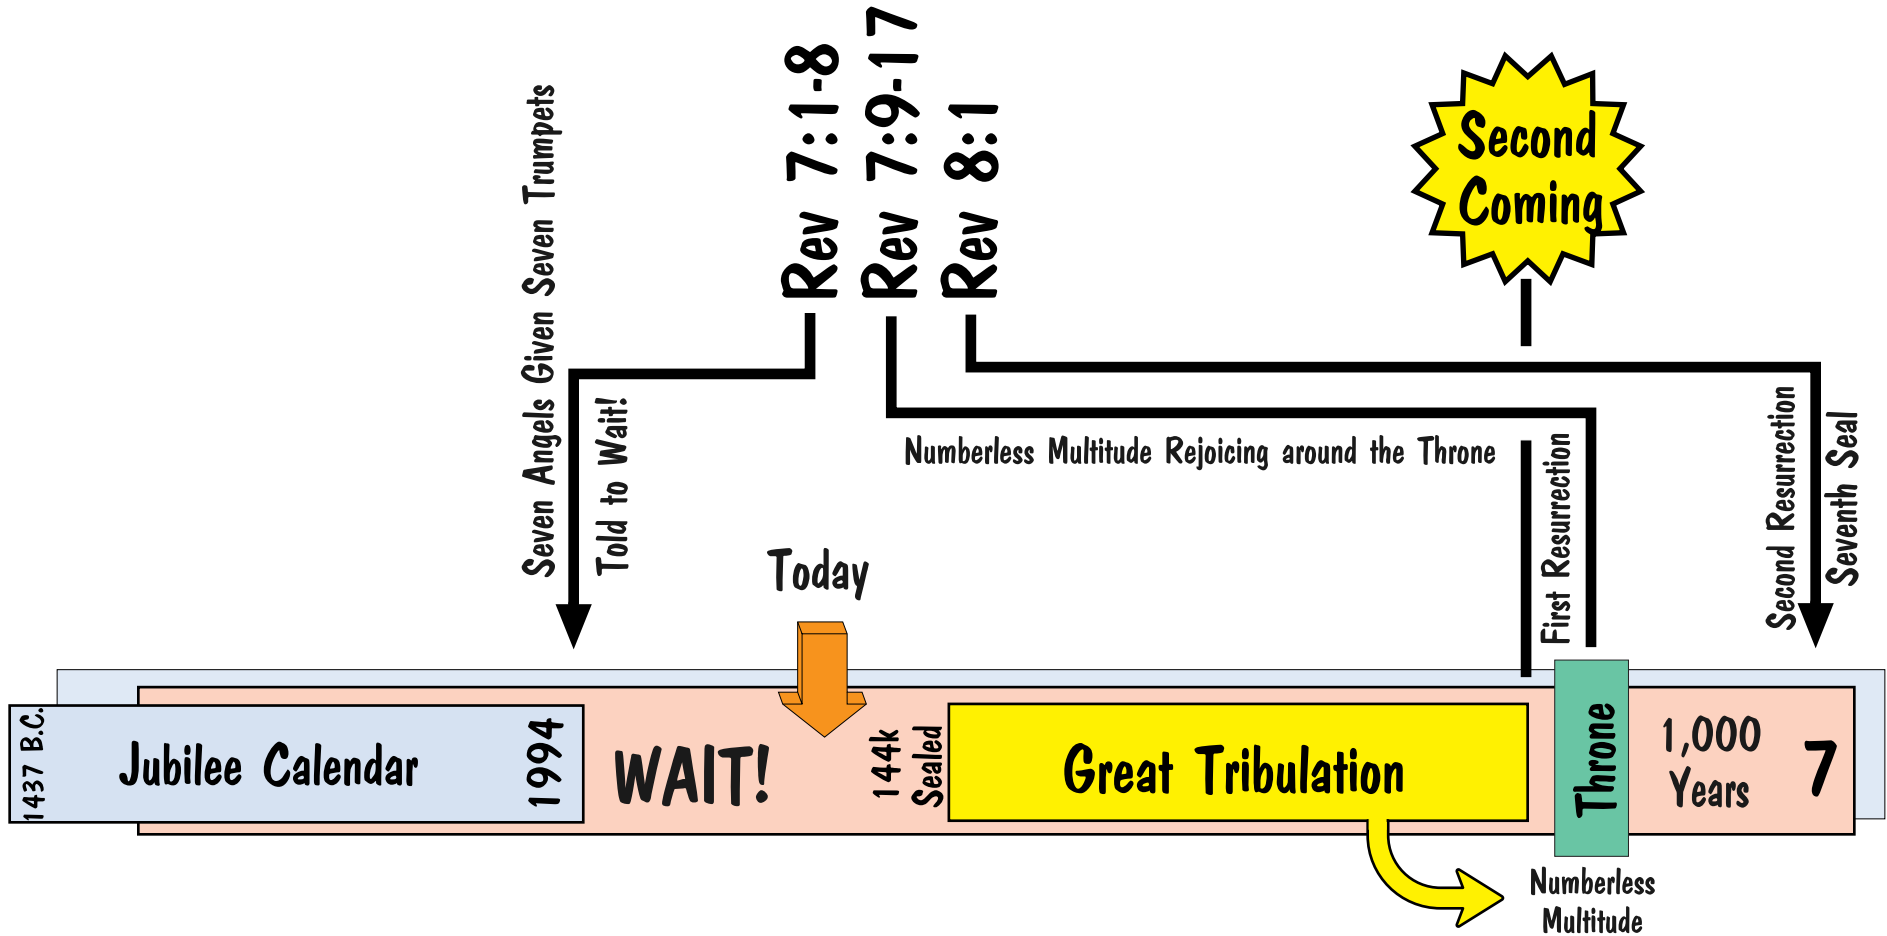 Seven Angels Given Seven Trumpets
Told to Wait!
Rev 7:1-8
Rev 7:9-17
Rev 8:1
Second
Coming
Numberless Multitude Rejoicing around the Throne
First Resurrection
Second Resurrection
Seventh Seal
Today
1437 B.C.
Jubilee Calendar
1994
WAIT!
144k
Sealed
Great Tribulation
Throne
1,000
Years
7
Numberless
Multitude